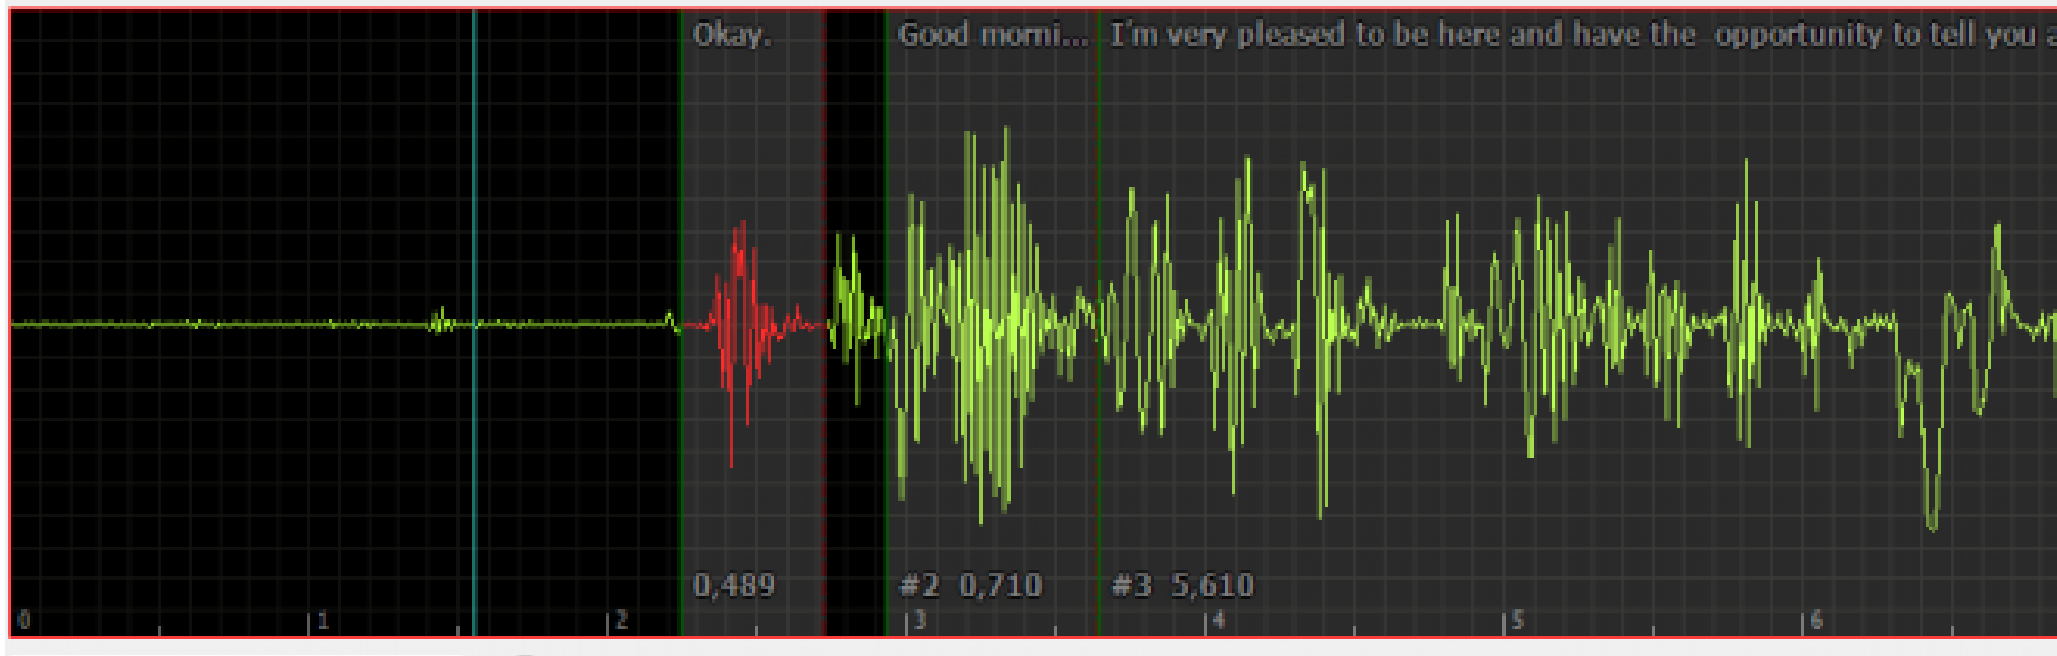 Okay. Good morni... I'm very pleased to be here and have the opportunity to tell you a
0,489 #2 0,710 #3 5,610
0 1 2 3 4 5 6